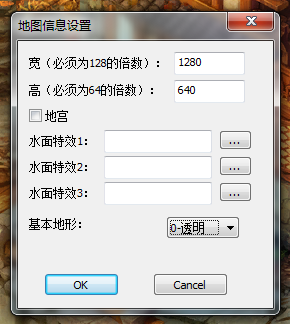 地图信息设置
宽（必须为128的倍数）： 1280
高（必须为64的倍数）： 640
地宫
水面特效1： ...
水面特效2： ...
水面特效3： ...
基本地形： 0-透明
OK Cancel